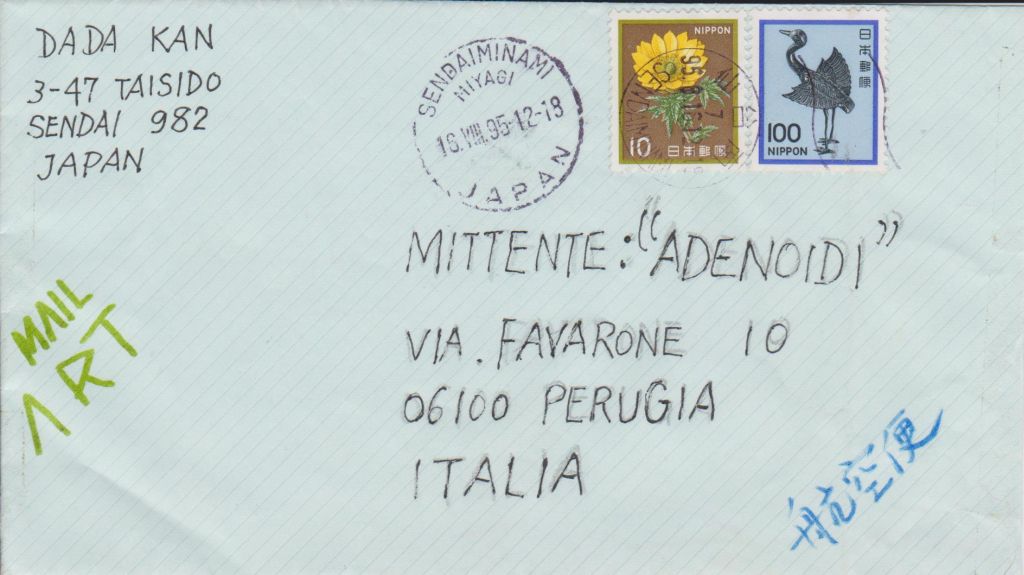 DADA KAN
3-47 TAISIDO
SENDAI 982
JAPAN
SENDAIMINAMI
MIYAGI
16.VIII.95.12-18
JAPAN
NIPPON
10 日本郵便
日本郵便
100
NIPPON
MITTENTE: "ADENOIDI"
VIA. FAVARONE 10
06100 PERUGIA
ITALIA
MAIL
ART
航空便